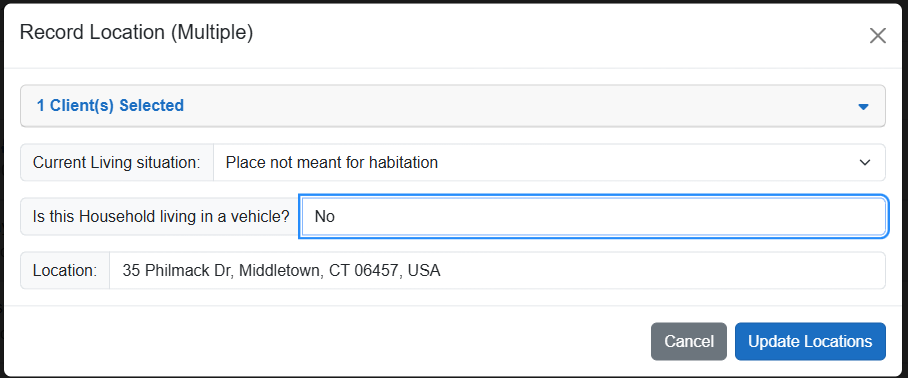 Record Location (Multiple)
1 Client(s) Selected
Current Living situation: Place not meant for habitation
Is this Household living in a vehicle? No
Location: 35 Philmack Dr, Middletown, CT 06457, USA
Cancel Update Locations